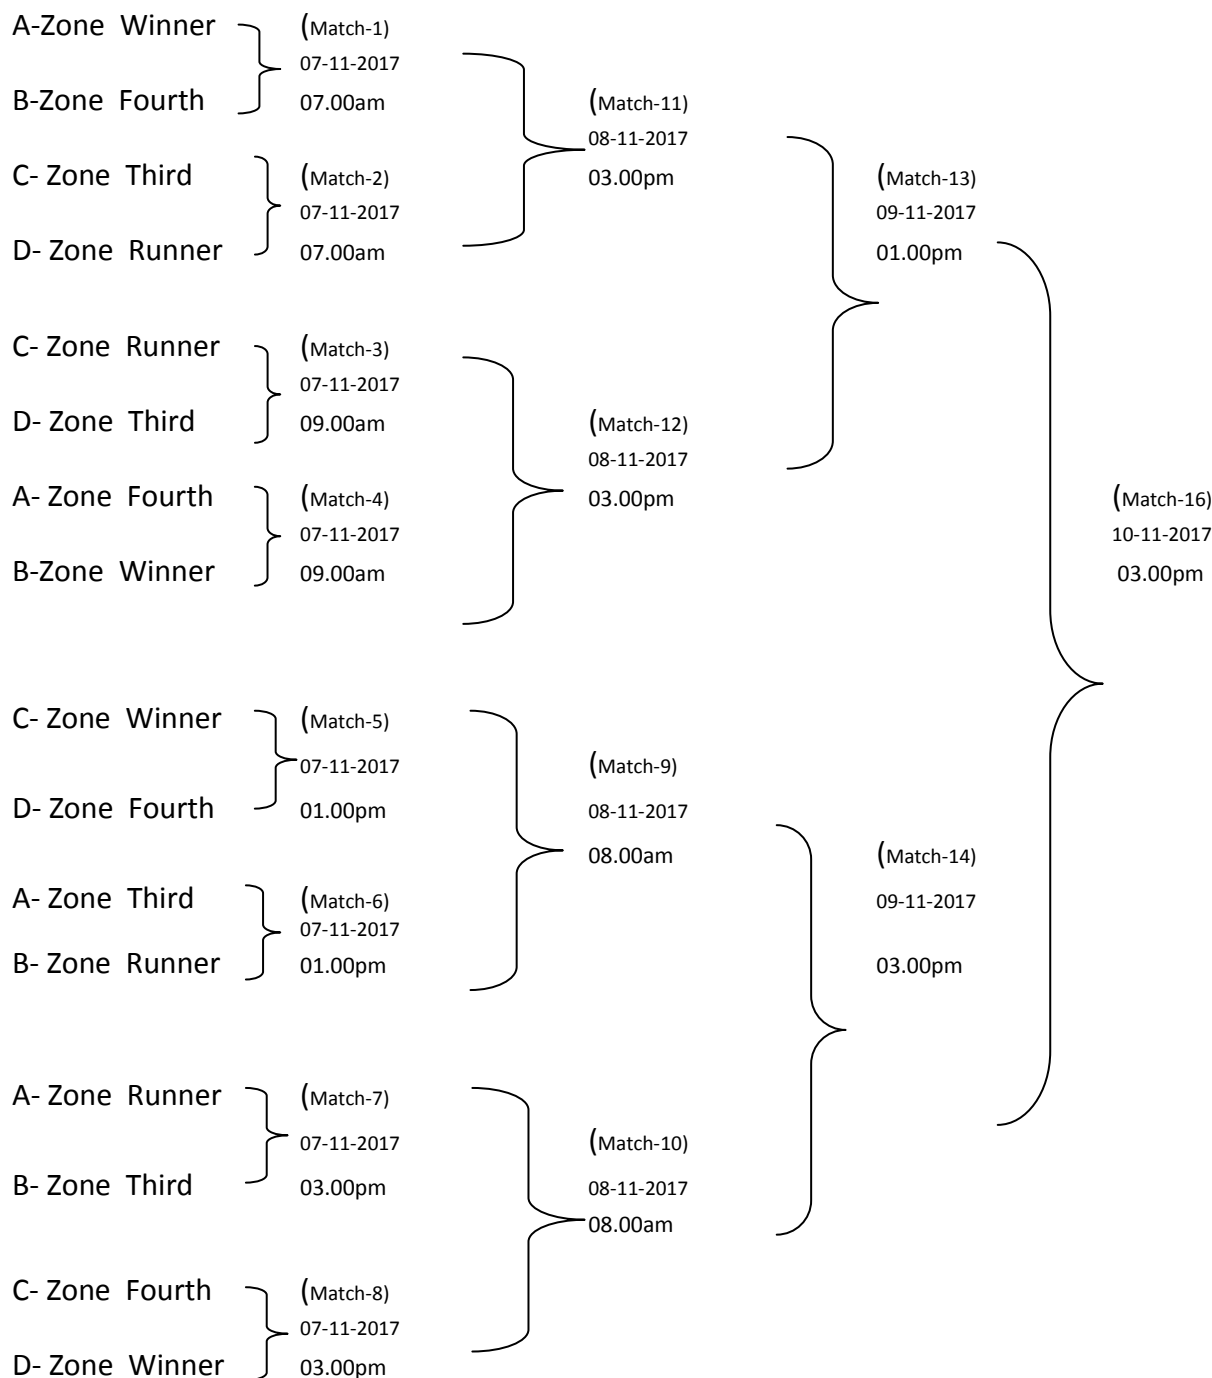 A-Zone Winner
(Match-1)
07-11-2017
B-Zone Fourth
07.00am
(Match-11)
08-11-2017
03.00pm
C- Zone Third
(Match-2)
07-11-2017
D- Zone Runner
07.00am
(Match-13)
09-11-2017
01.00pm
C- Zone Runner
(Match-3)
07-11-2017
D- Zone Third
09.00am
(Match-12)
08-11-2017
03.00pm
A- Zone Fourth
(Match-4)
07-11-2017
B-Zone Winner
09.00am
(Match-16)
10-11-2017
03.00pm
C- Zone Winner
(Match-5)
07-11-2017
D- Zone Fourth
01.00pm
(Match-9)
08-11-2017
08.00am
A- Zone Third
(Match-6)
07-11-2017
B- Zone Runner
01.00pm
(Match-14)
09-11-2017
03.00pm
A- Zone Runner
(Match-7)
07-11-2017
B- Zone Third
03.00pm
(Match-10)
08-11-2017
08.00am
C- Zone Fourth
(Match-8)
07-11-2017
D- Zone Winner
03.00pm